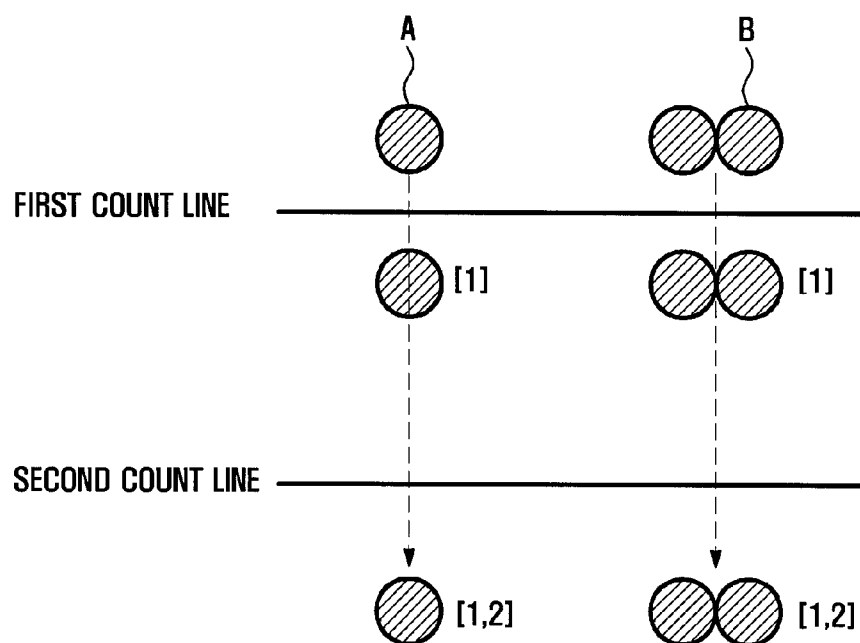 A B
FIRST COUNT LINE
[1] [1]
SECOND COUNT LINE
[1,2] [1,2]